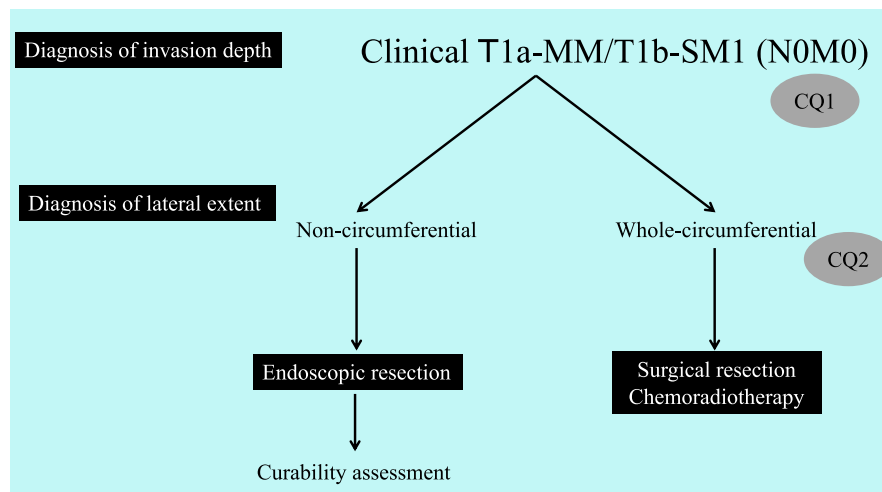 Diagnosis of invasion depth
Clinical T1a-MM/T1b-SM1 (N0M0)
CQ1
Diagnosis of lateral extent
Non-circumferential
Whole-circumferential
CQ2
Endoscopic resection
Surgical resection
Chemoradiotherapy
Curability assessment